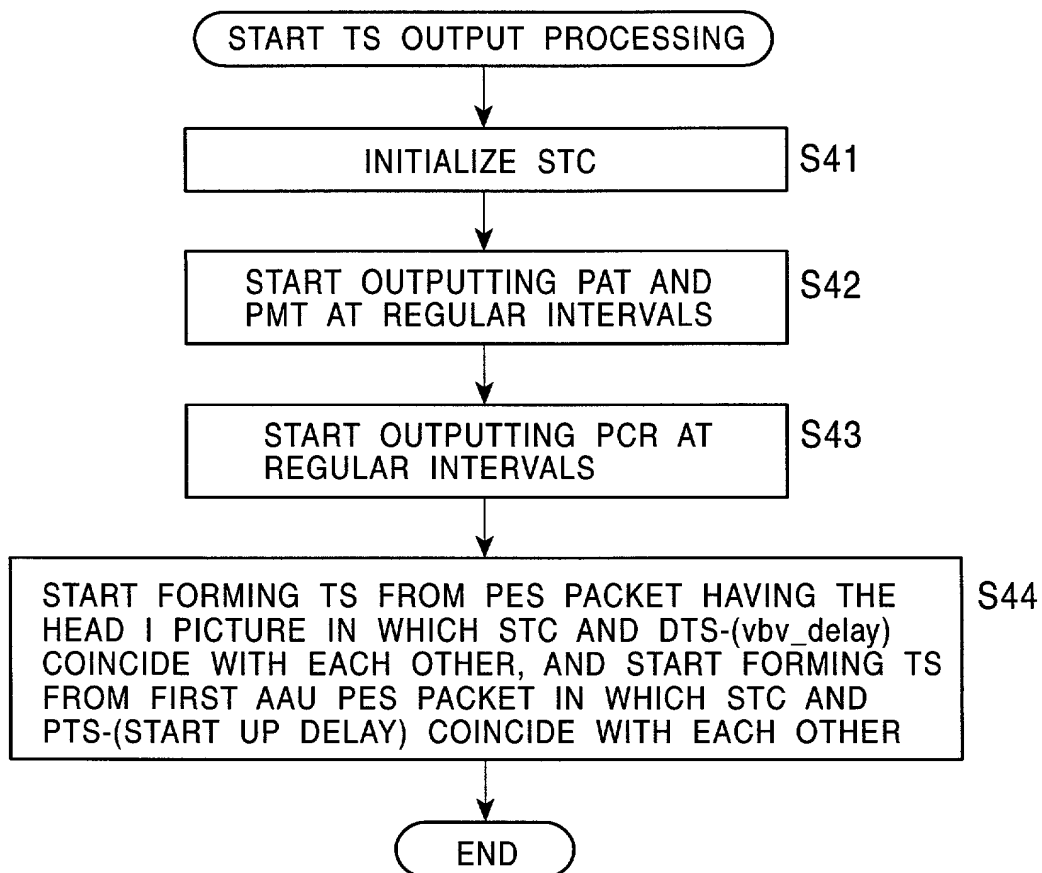 START TS OUTPUT PROCESSING
INITIALIZE STC
S41
START OUTPUTTING PAT AND
PMT AT REGULAR INTERVALS
S42
START OUTPUTTING PCR AT
REGULAR INTERVALS
S43
START FORMING TS FROM PES PACKET HAVING THE
HEAD I PICTURE IN WHICH STC AND DTS-(vbv_delay)
COINCIDE WITH EACH OTHER, AND START FORMING TS
FROM FIRST AAU PES PACKET IN WHICH STC AND
PTS-(START UP DELAY) COINCIDE WITH EACH OTHER
S44
END